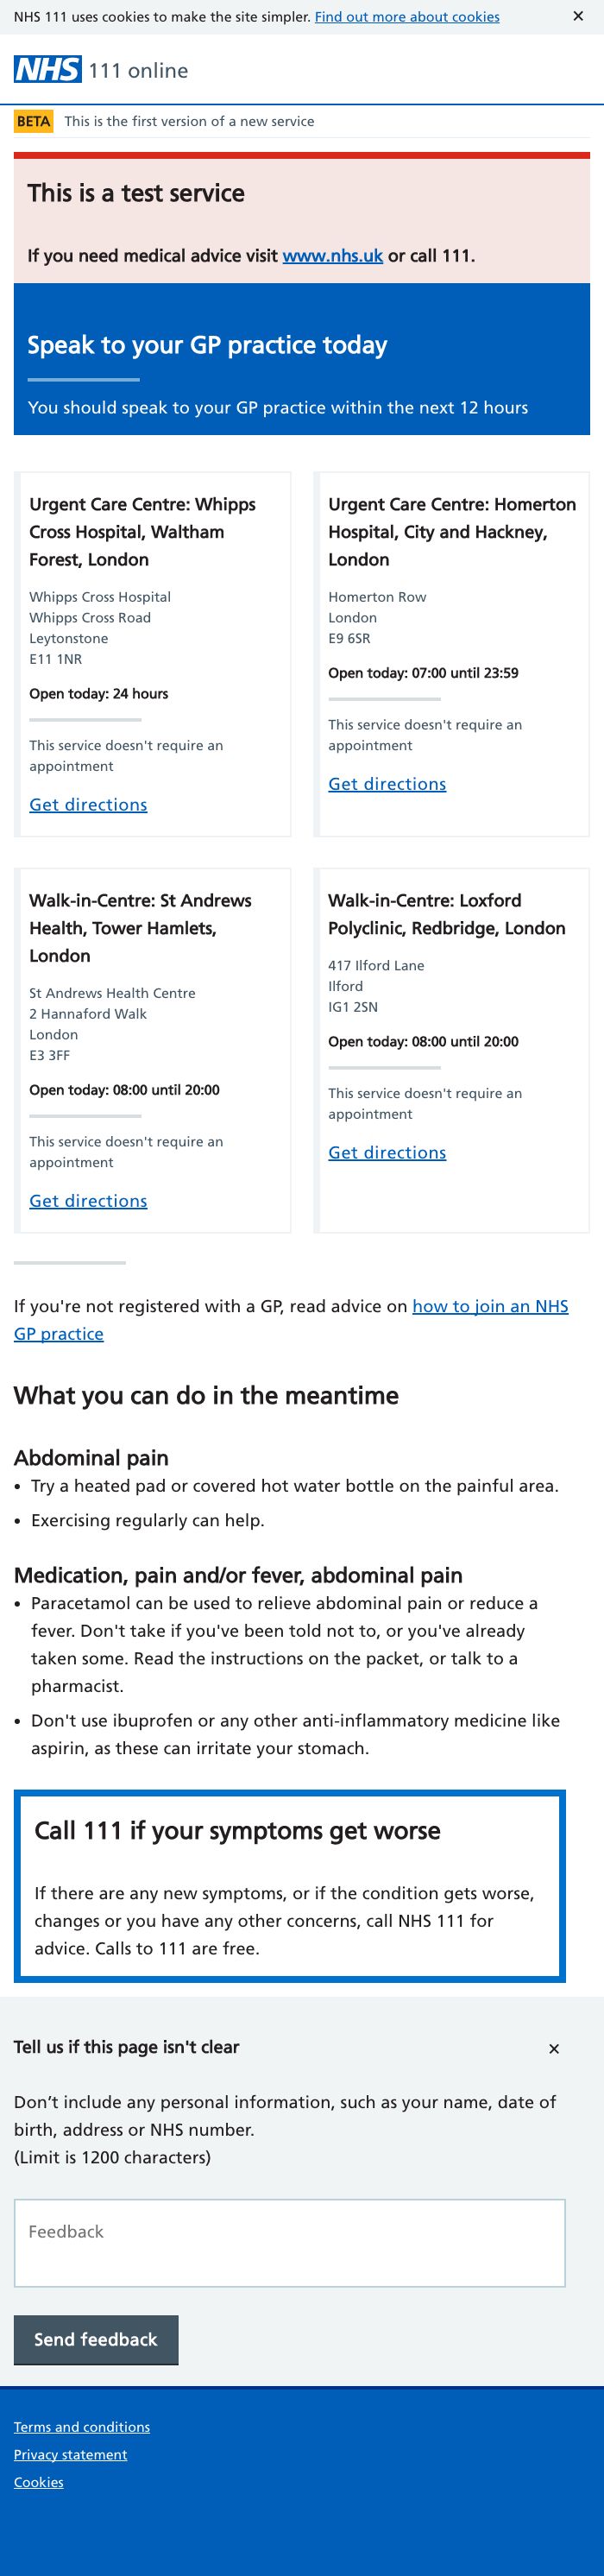 NHS 111 uses cookies to make the site simpler. Find out more about cookies ×
NHS 111 online
BETA This is the first version of a new service
This is a test service
If you need medical advice visit www.nhs.uk or call 111.
Speak to your GP practice today
You should speak to your GP practice within the next 12 hours
Urgent Care Centre: Whipps
Cross Hospital, Waltham
Forest, London
Whipps Cross Hospital
Whipps Cross Road
Leytonstone
E11 1NR
Open today: 24 hours
This service doesn't require an
appointment
Get directions
Urgent Care Centre: Homerton
Hospital, City and Hackney,
London
Homerton Row
London
E9 6SR
Open today: 07:00 until 23:59
This service doesn't require an
appointment
Get directions
Walk-in-Centre: St Andrews
Health, Tower Hamlets,
London
St Andrews Health Centre
2 Hannaford Walk
London
E3 3FF
Open today: 08:00 until 20:00
This service doesn't require an
appointment
Get directions
Walk-in-Centre: Loxford
Polyclinic, Redbridge, London
417 Ilford Lane
Ilford
IG1 2SN
Open today: 08:00 until 20:00
This service doesn't require an
appointment
Get directions
If you're not registered with a GP, read advice on how to join an NHS
GP practice
What you can do in the meantime
Abdominal pain
• Try a heated pad or covered hot water bottle on the painful area.
• Exercising regularly can help.
Medication, pain and/or fever, abdominal pain
• Paracetamol can be used to relieve abdominal pain or reduce a
fever. Don't take if you've been told not to, or you've already
taken some. Read the instructions on the packet, or talk to a
pharmacist.
• Don't use ibuprofen or any other anti-inflammatory medicine like
aspirin, as these can irritate your stomach.
Call 111 if your symptoms get worse
If there are any new symptoms, or if the condition gets worse,
changes or you have any other concerns, call NHS 111 for
advice. Calls to 111 are free.
Tell us if this page isn't clear ×
Don’t include any personal information, such as your name, date of
birth, address or NHS number.
(Limit is 1200 characters)
Feedback
Send feedback
Terms and conditions
Privacy statement
Cookies